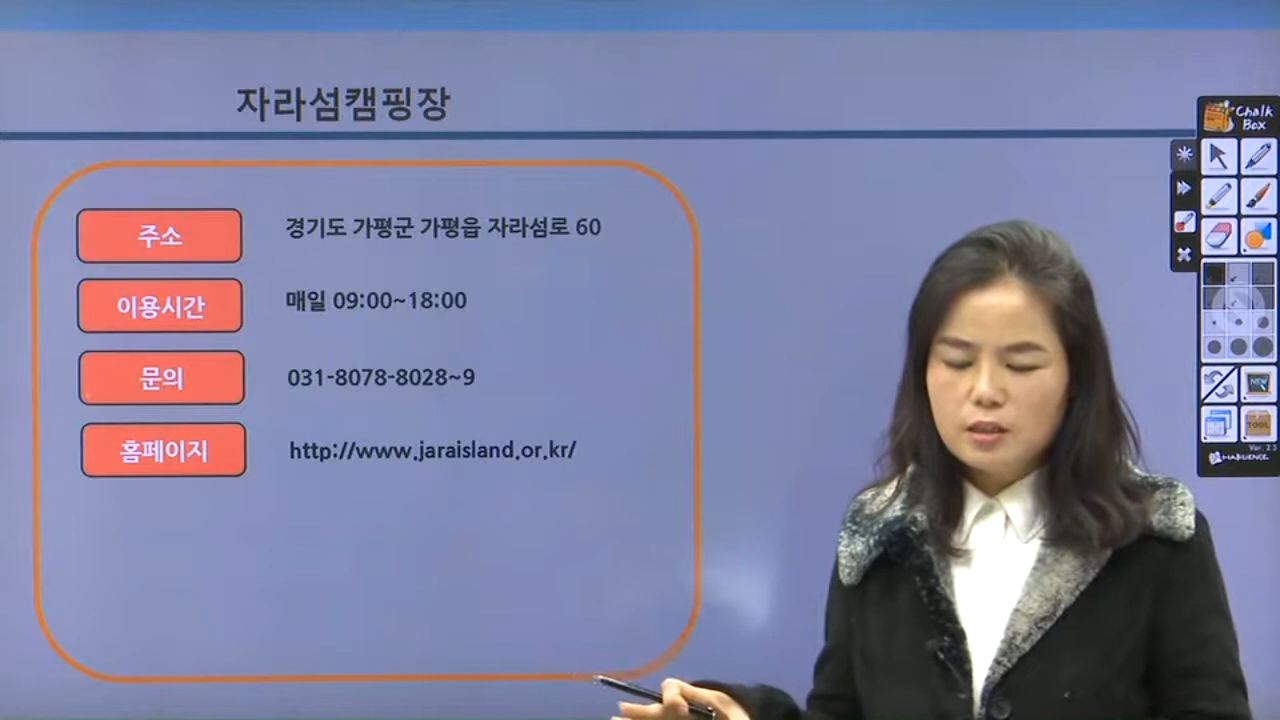 자라섬캠핑장
주소
경기도 가평군 가평읍 자라섬로 60
이용시간
매일 09:00~18:00
문의
031-8078-8028~9
홈페이지
http://www.jaraisland.or.kr/
Chalk
Box
NEW
TOOL